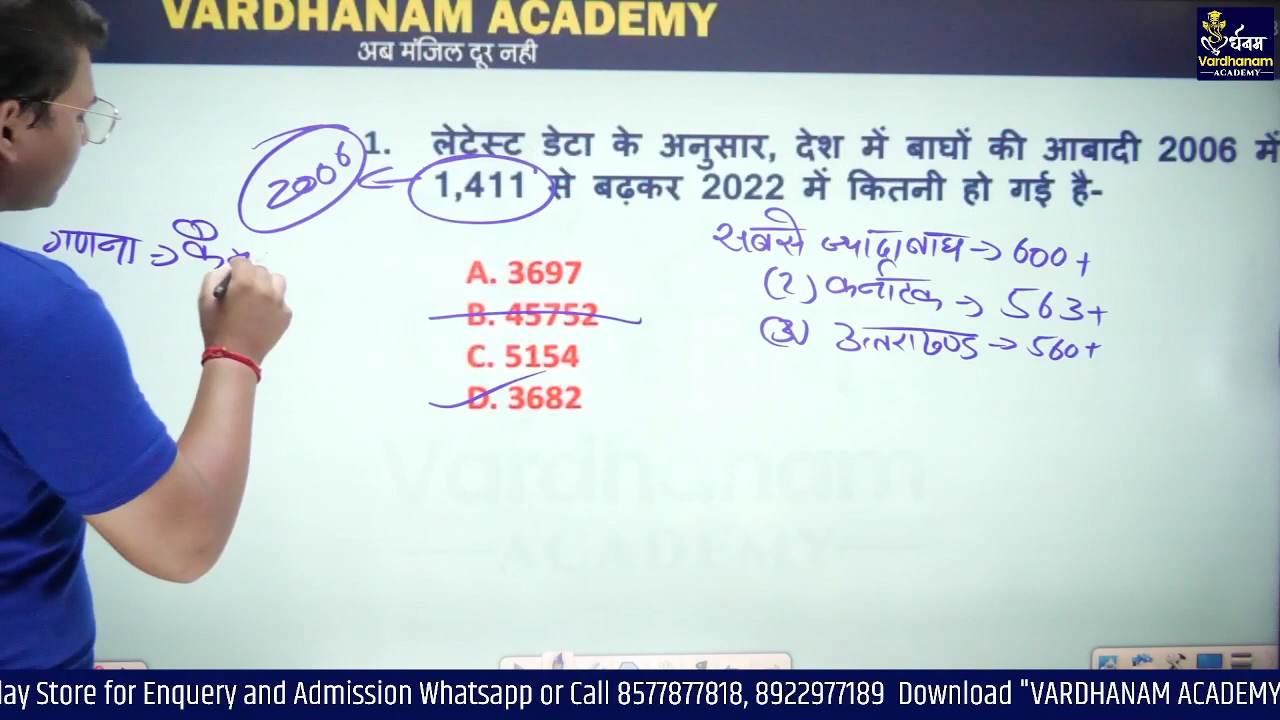 VARDHANAM ACADEMY
अब मंजिल दूर नही
र्धनम
Vardhanam
ACADEMY
2006
1. लेटेस्ट डेटा के अनुसार, देश में बाघों की आबादी 2006 में
1,411 से बढ़कर 2022 में कितनी हो गई है-
गणना → कै
सबसे ज्यादा बाघ → 600+
(2) कर्नाटक → 563+
(3) उत्तराखण्ड → 560+
A. 3697
B. 45752
C. 5154
D. 3682
Vardhanam
ACADEMY
lay Store for Enquery and Admission Whatsapp or Call 8577877818, 8922977189 Download "VARDHANAM ACADEMY